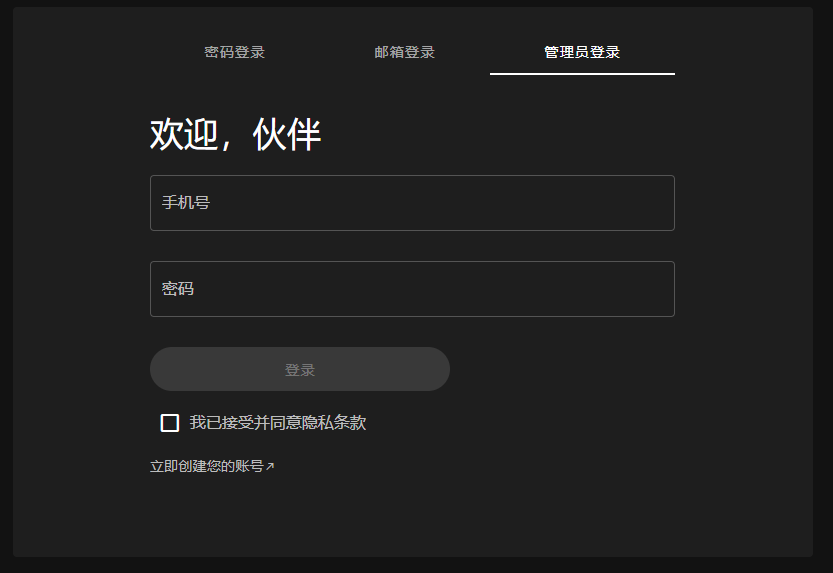 密码登录 邮箱登录 管理员登录
欢迎，伙伴
手机号
密码
登录
我已接受并同意隐私条款
立即创建您的账号↗